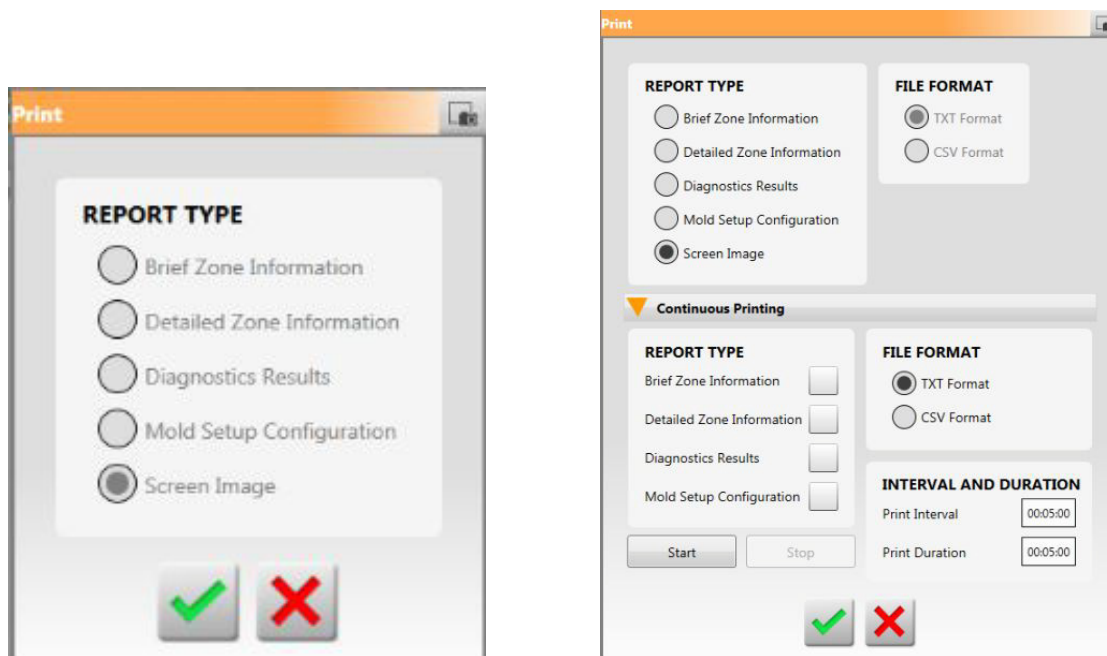 Print
REPORT TYPE
Brief Zone Information
Detailed Zone Information
Diagnostics Results
Mold Setup Configuration
Screen Image
Print
REPORT TYPE
Brief Zone Information
Detailed Zone Information
Diagnostics Results
Mold Setup Configuration
Screen Image
FILE FORMAT
TXT Format
CSV Format
Continuous Printing
REPORT TYPE
Brief Zone Information
Detailed Zone Information
Diagnostics Results
Mold Setup Configuration
Start
Stop
FILE FORMAT
TXT Format
CSV Format
INTERVAL AND DURATION
Print Interval 00:05:00
Print Duration 00:05:00